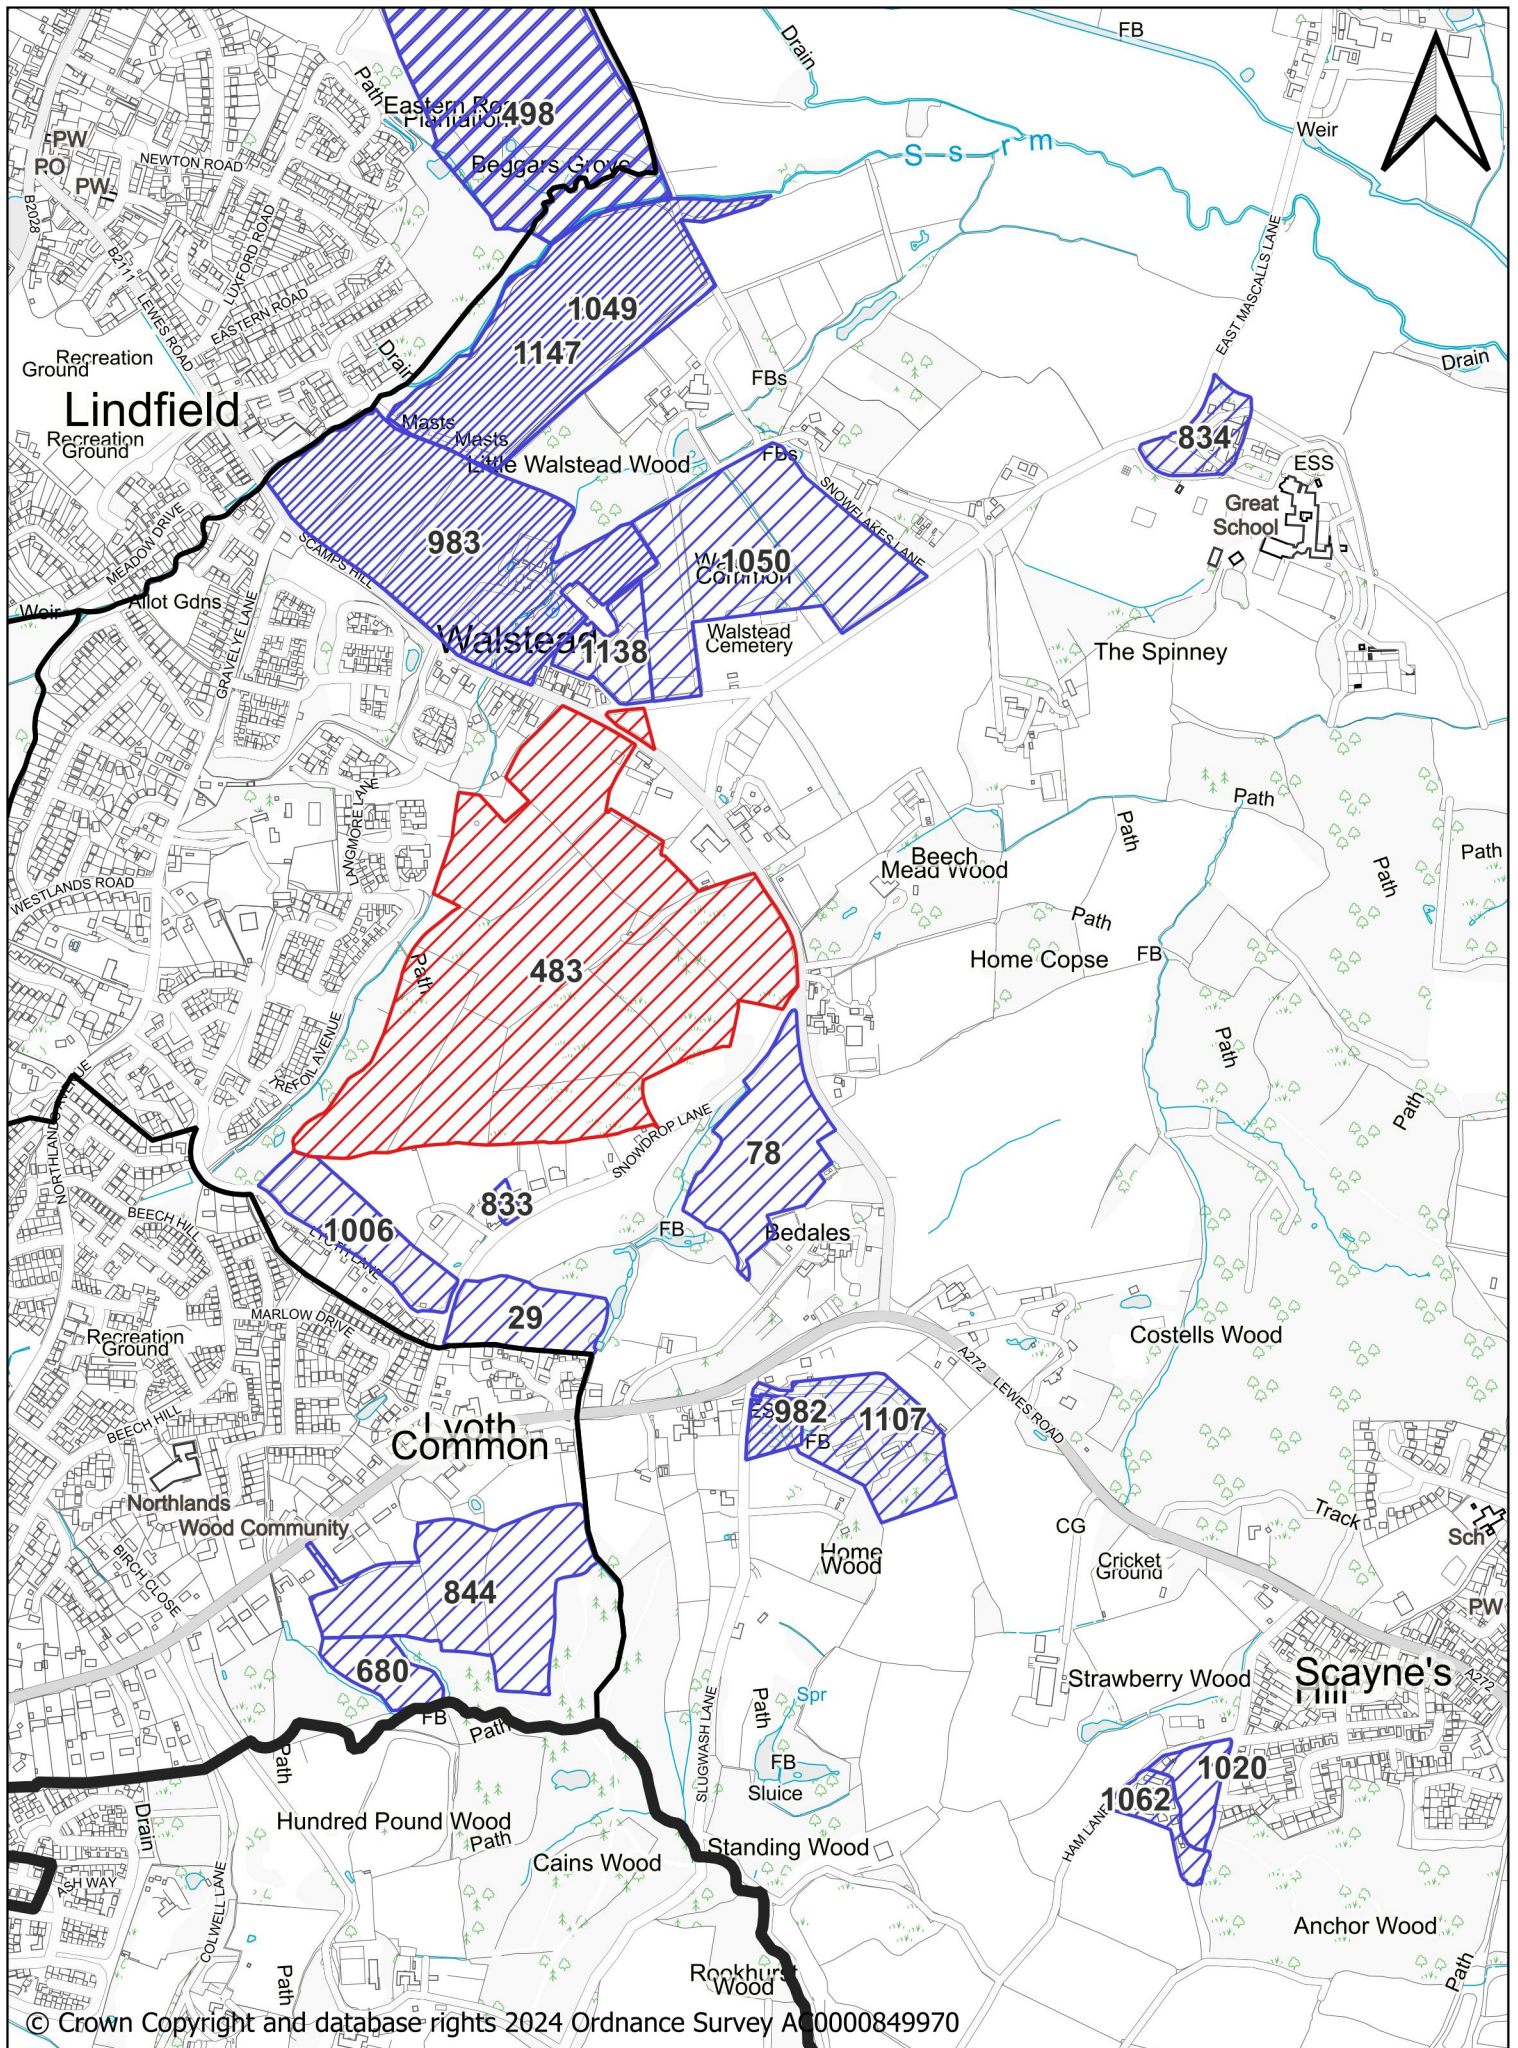 FB
Drain
Path
Eastern Ro
Plantation
498
Weir
PW
PO
NEWTON ROAD
PW
Beggars Grove
S s r m
B2028
LUXFORD ROAD
B2111
EAST MASCALLS LANE
LEWES ROAD
EASTERN ROAD
1049
1147
Drain
Recreation
Ground
Drain
FBs
Lindfield
Masts
Masts
Recreation
Ground
Little Walstead Wood
FBs
834
ESS
Great
School
SNOWFLAKES LANE
MEADOW DRIVE
SCAMPS HILL
983
1050
Common
Weir
Allot Gdns
GRAVELYE LANE
Walstead
1138
Walstead
Cemetery
The Spinney
LANGMORE LANE
Path
Path
Path
Path
WESTLANDS ROAD
Beech
Mead Wood
Path
Path
483
Home Copse
FB
TREFOIL AVENUE
Path
NORTHLANDS AVENUE
Path
SNOWDROP LANE
78
833
BEECH HILL
1006
LYOTH LANE
FB
Bedales
29
MARLOW DRIVE
Recreation
Ground
Costells Wood
A272
LEWES ROAD
BEECH HILL
Lyoth
Common
ES
982
1107
FB
Northlands
Wood Community
Track
CG
Sch
BIRCH CLOSE
Home
Wood
Cricket
Ground
844
PW
680
Strawberry Wood
Scayne's
Hill
A272
SLUGWASH LANE
Path
Spr
FB
Path
Path
FB
Sluice
1020
1062
HAM LANE
Drain
Hundred Pound Wood
Path
Standing Wood
Cains Wood
ASH WAY
COLWELL LANE
Anchor Wood
Path
Rookhurst
Wood
Path
© Crown Copyright and database rights 2024 Ordnance Survey AC0000849970